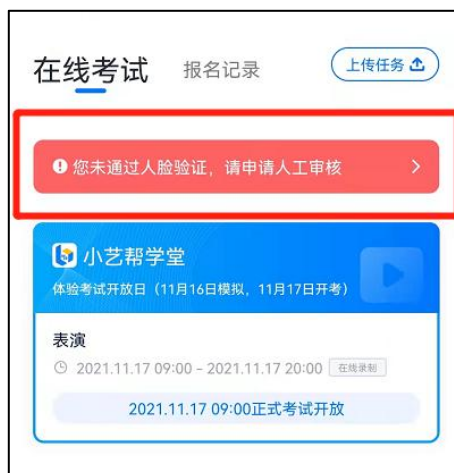 在线考试 报名记录 上传任务
您未通过人脸验证，请申请人工审核
小艺帮学堂
体验考试开放日（11月16日模拟，11月17日开考）
表演
2021.11.17 09:00 - 2021.11.17 20:00 在线录制
2021.11.17 09:00正式考试开放